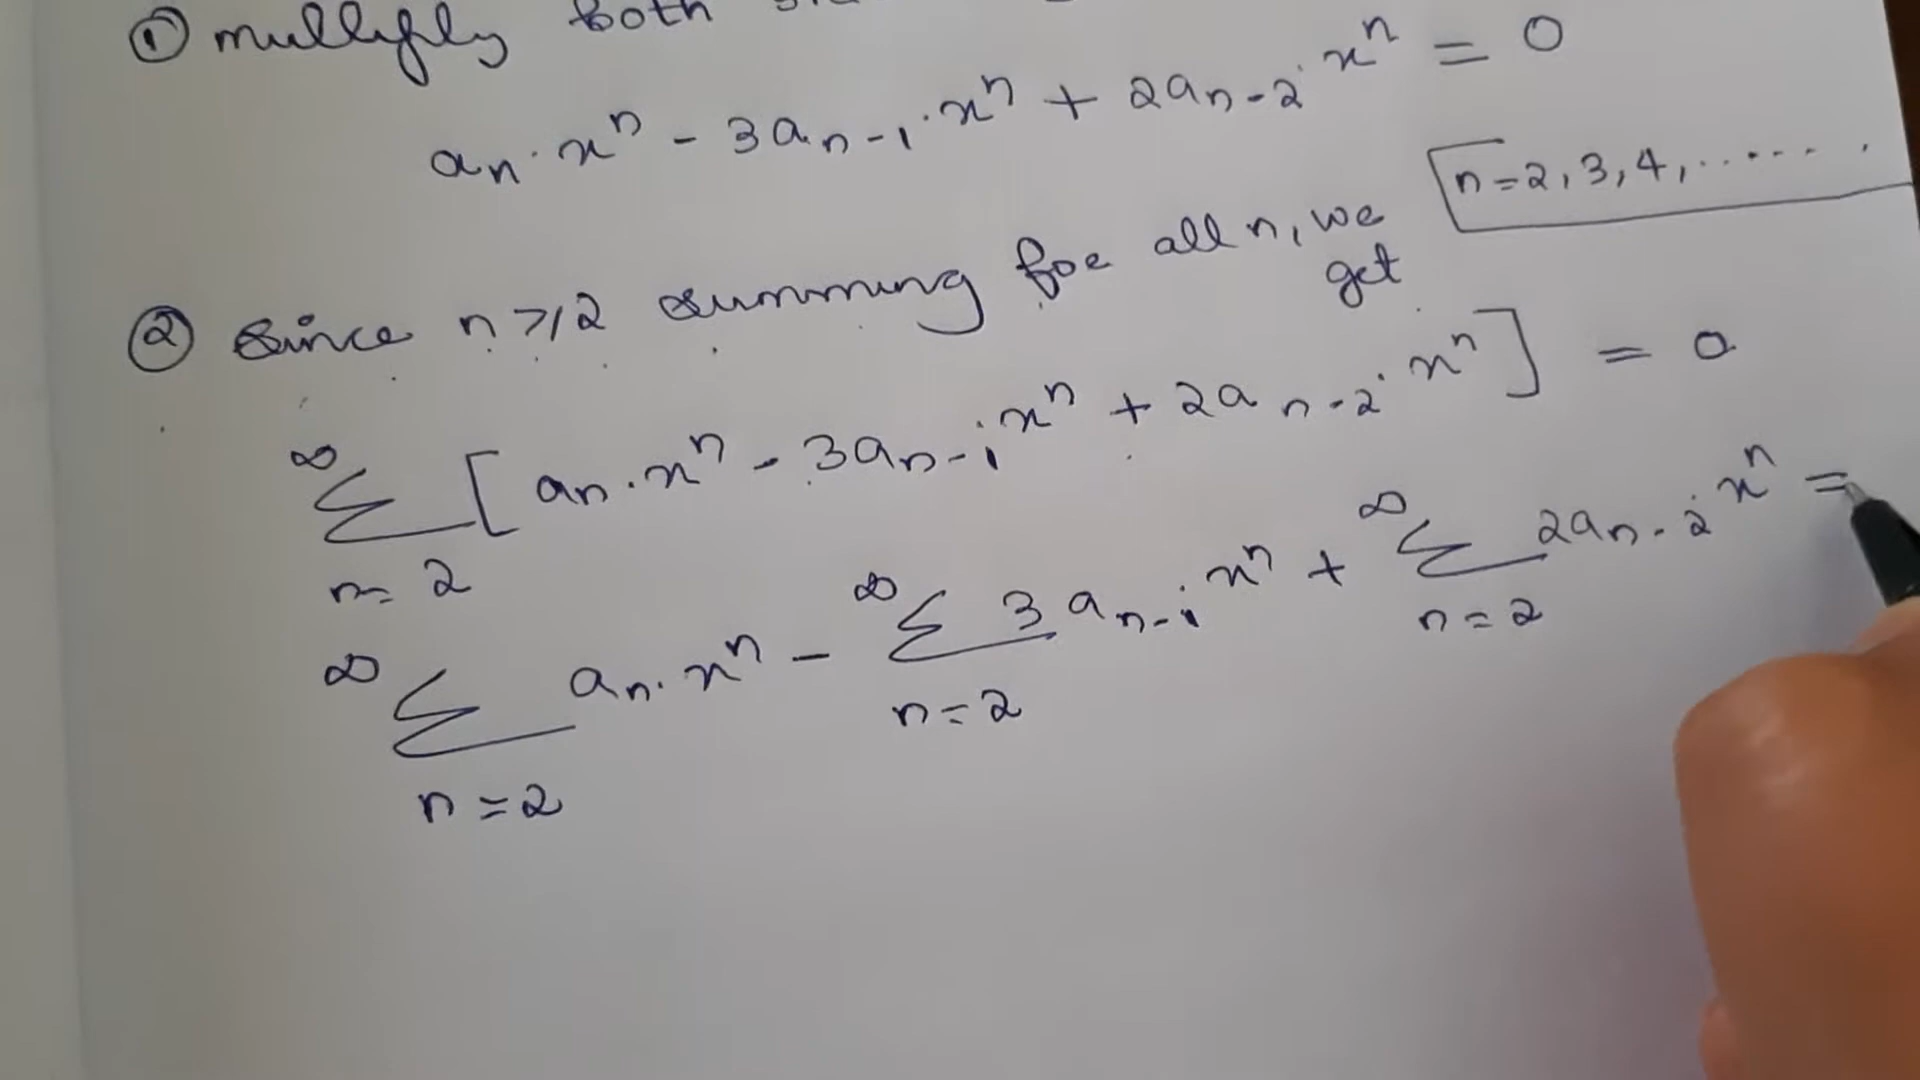 ① multiply both
aₙ · xⁿ - 3aₙ₋₁ · xⁿ + 2aₙ₋₂ · xⁿ = 0
n=2, 3, 4, .......
② Since n ≥ 2 summing for all n, we
get
∞
∑ [aₙ · xⁿ - 3aₙ₋₁ xⁿ + 2aₙ₋₂ · xⁿ] = 0
n=2
∞ ∞ ∞
∑ aₙ · xⁿ - ∑ 3aₙ₋₁ xⁿ + ∑ 2aₙ₋₂ xⁿ =
n=2 n=2 n=2